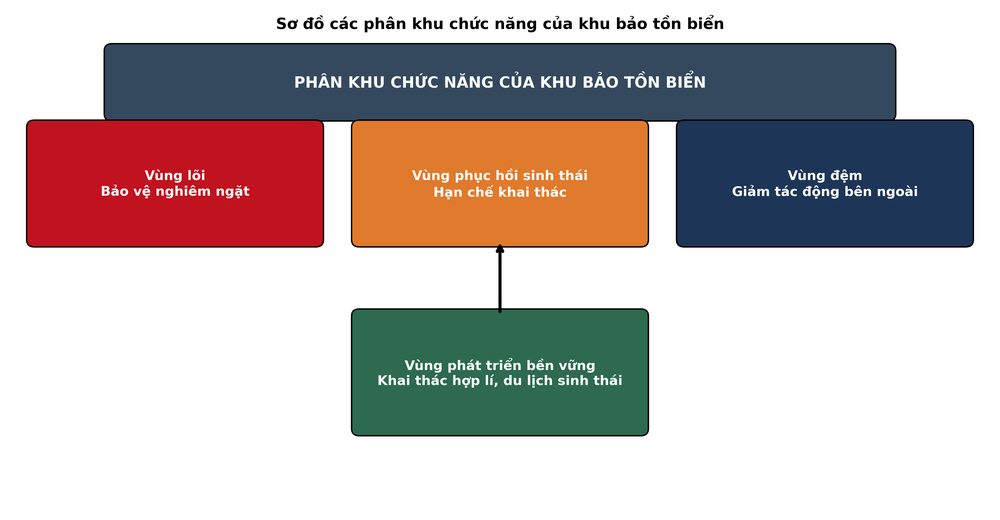 Sơ đồ các phân khu chức năng của khu bảo tồn biển
PHÂN KHU CHỨC NĂNG CỦA KHU BẢO TỒN BIỂN
Vùng lõi
Bảo vệ nghiêm ngặt
Vùng phục hồi sinh thái
Hạn chế khai thác
Vùng đệm
Giảm tác động bên ngoài
Vùng phát triển bền vững
Khai thác hợp lí, du lịch sinh thái